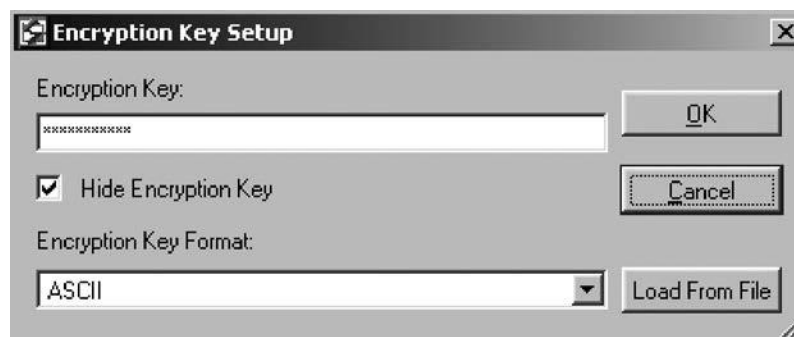 Encryption Key Setup
Encryption Key:
***********
OK
Hide Encryption Key
Cancel
Encryption Key Format:
ASCII
Load From File